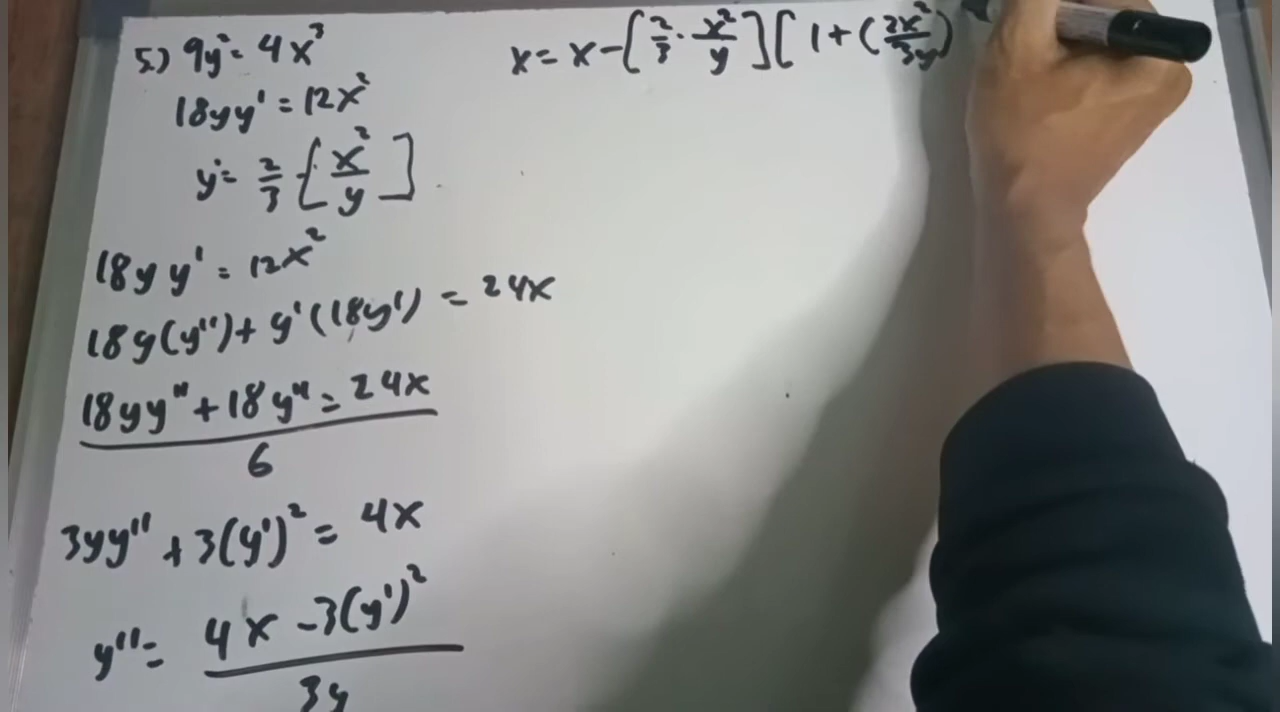 5.) 9y² = 4x³
18yy' = 12x²
y' = 2/3 [x²/y]
18y y' = 12x²
18y(y'') + y'(18y') = 24x
18yy'' + 18y'' = 24x
6
3yy'' + 3(y')² = 4x
y'' = 4x - 3(y')² / 3y
x = x - [2/3 · x²/y] [1 + (2x²/3y)